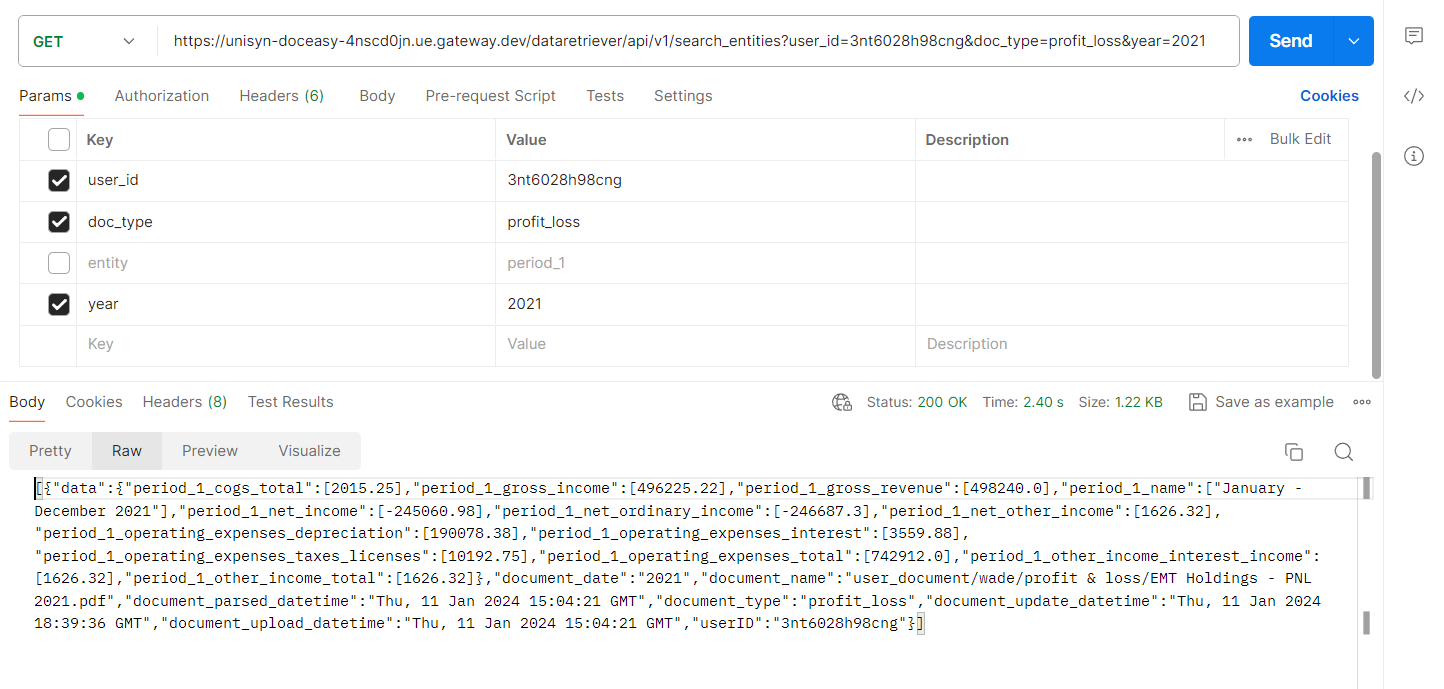 GET https://unisyn-doceasy-4nscd0jn.ue.gateway.dev/dataretriever/api/v1/search_entities?user_id=3nt6028h98cng&doc_type=profit_loss&year=2021 Send
Params Authorization Headers (6) Body Pre-request Script Tests Settings Cookies
Key Value Description Bulk Edit
user_id 3nt6028h98cng
doc_type profit_loss
entity period_1
year 2021
Key Value Description
Body Cookies Headers (8) Test Results Status: 200 OK Time: 2.40 s Size: 1.22 KB Save as example
Pretty Raw Preview Visualize
[{"data":{"period_1_cogs_total":[2015.25],"period_1_gross_income":[496225.22],"period_1_gross_revenue":[498240.0],"period_1_name":["January -
December 2021"],"period_1_net_income":[-245060.98],"period_1_net_ordinary_income":[-246687.3],"period_1_net_other_income":[1626.32],
"period_1_operating_expenses_depreciation":[190078.38],"period_1_operating_expenses_interest":[3559.88],
"period_1_operating_expenses_taxes_licenses":[10192.75],"period_1_operating_expenses_total":[742912.0],"period_1_other_income_interest_income":
[1626.32],"period_1_other_income_total":[1626.32]},"document_date":"2021","document_name":"user_document/wade/profit & loss/EMT Holdings - PNL
2021.pdf","document_parsed_datetime":"Thu, 11 Jan 2024 15:04:21 GMT","document_type":"profit_loss","document_update_datetime":"Thu, 11 Jan 2024
18:39:36 GMT","document_upload_datetime":"Thu, 11 Jan 2024 15:04:21 GMT","userID":"3nt6028h98cng"}]